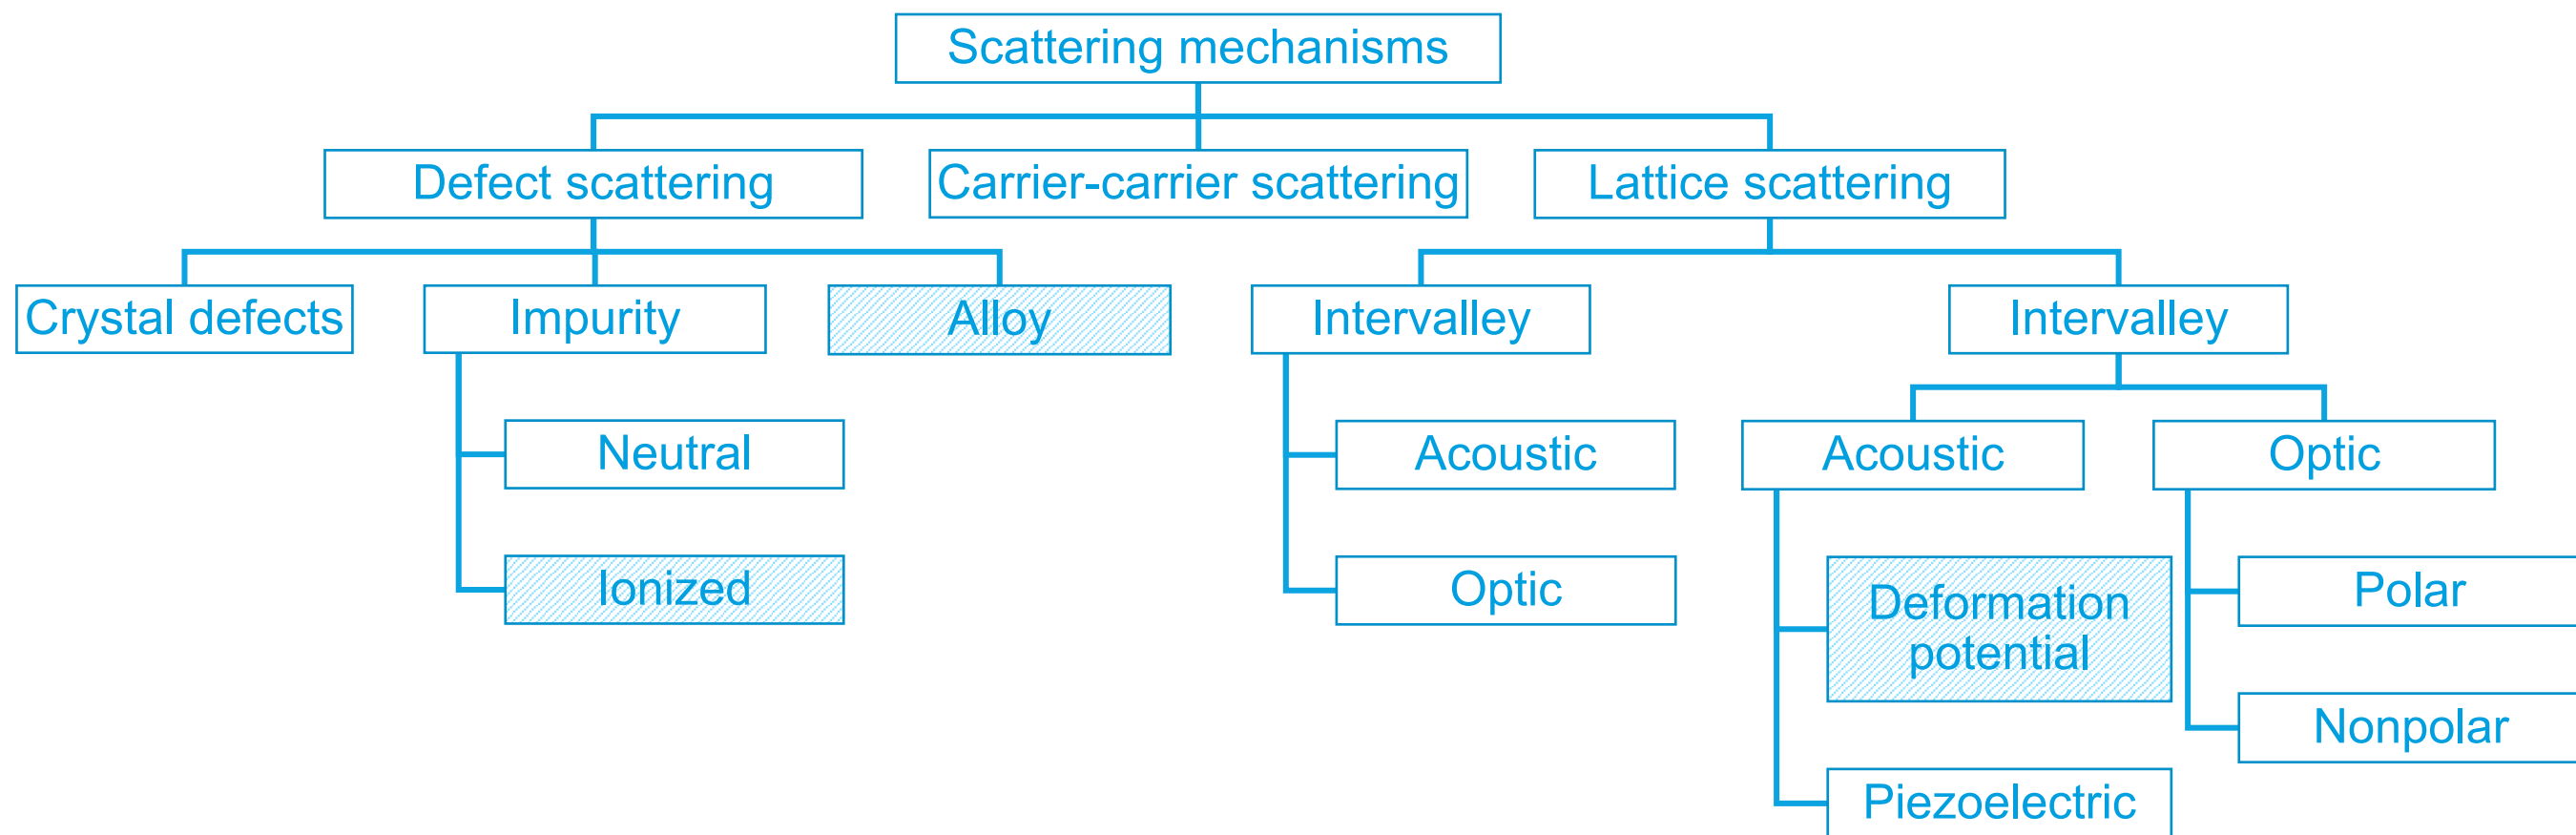 Scattering mechanisms
Defect scattering
Carrier-carrier scattering
Lattice scattering
Crystal defects
Impurity
Alloy
Intervalley
Intervalley
Neutral
Acoustic
Acoustic
Optic
Ionized
Optic
Deformation
potential
Polar
Nonpolar
Piezoelectric